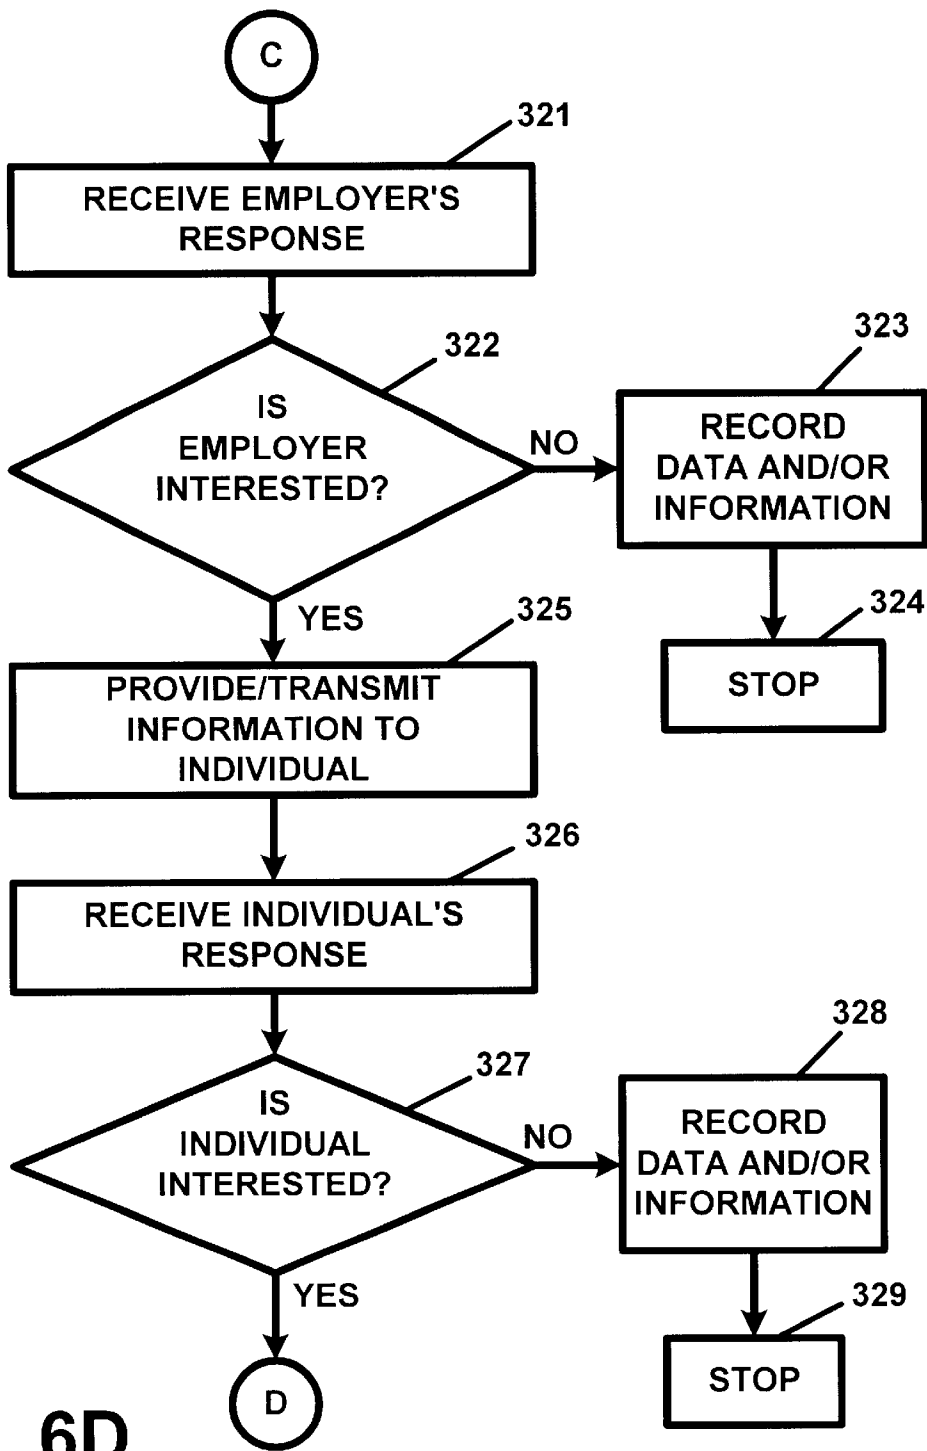 C
321
RECEIVE EMPLOYER'S
RESPONSE
322
IS
EMPLOYER
INTERESTED?
NO
323
RECORD
DATA AND/OR
INFORMATION
324
STOP
YES
325
PROVIDE/TRANSMIT
INFORMATION TO
INDIVIDUAL
326
RECEIVE INDIVIDUAL'S
RESPONSE
327
IS
INDIVIDUAL
INTERESTED?
NO
328
RECORD
DATA AND/OR
INFORMATION
329
STOP
YES
D
6D